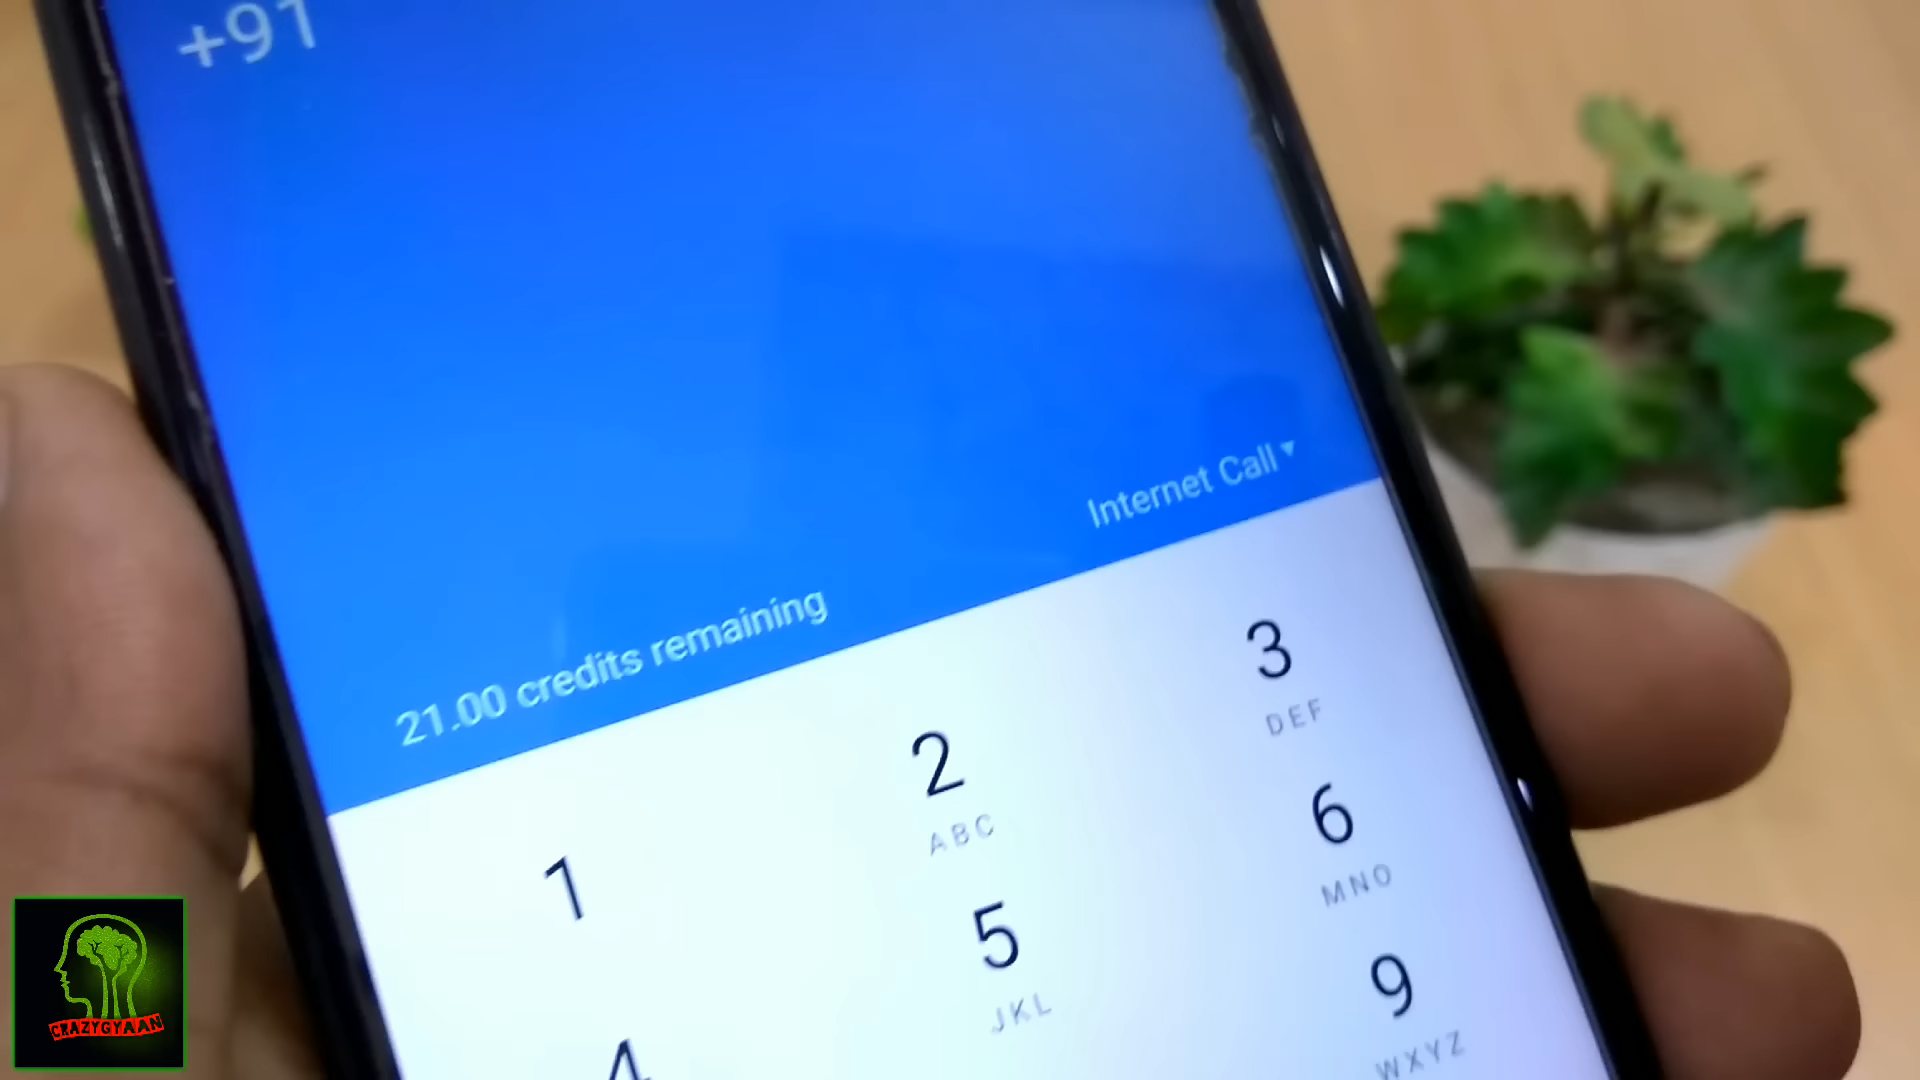 +91
Internet Call
21.00 credits remaining
1
2
ABC
3
DEF
4
5
JKL
6
MNO
9
WXYZ
CRAZYGYAAN